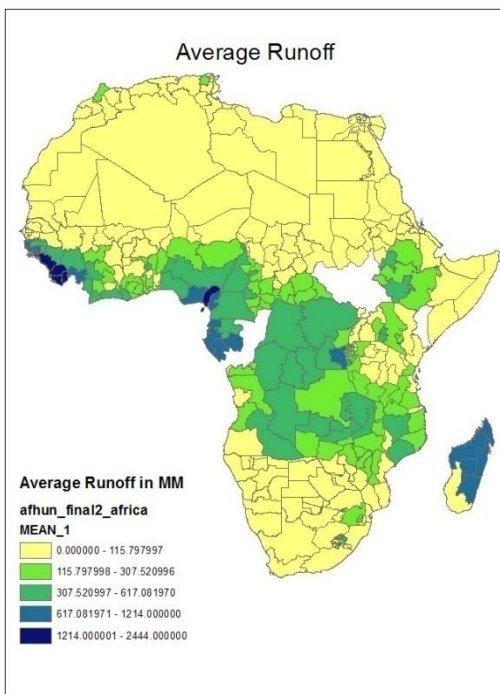 Average Runoff
Average Runoff in MM
afhun_final2_africa
MEAN_1
0.000000 - 115.797997
115.797998 - 307.520996
307.520997 - 617.081970
617.081971 - 1214.000000
1214.000001 - 2444.000000